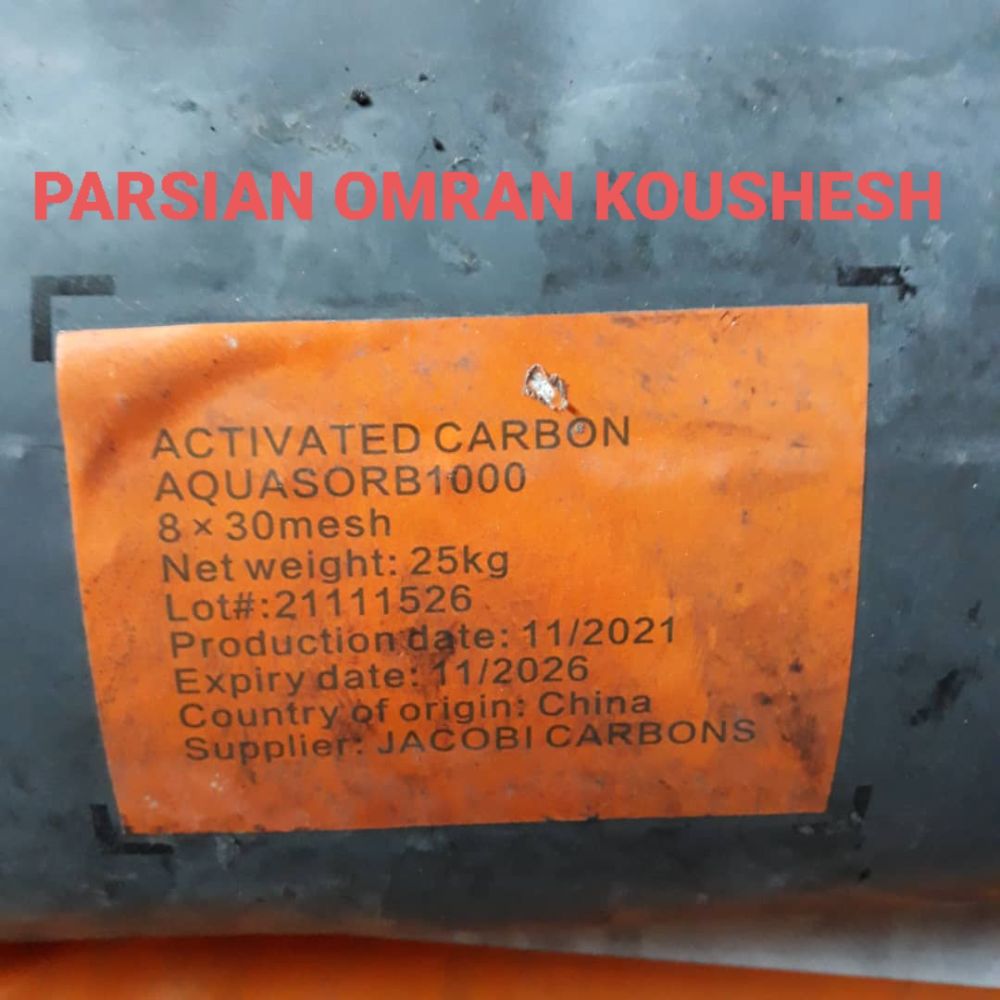 PARSIAN OMRAN KOUSHESH
ACTIVATED CARBON
AQUASORB1000
8 × 30mesh
Net weight: 25kg
Lot#:21111526
Production date: 11/2021
Expiry date: 11/2026
Country of origin: China
Supplier: JACOBI CARBONS